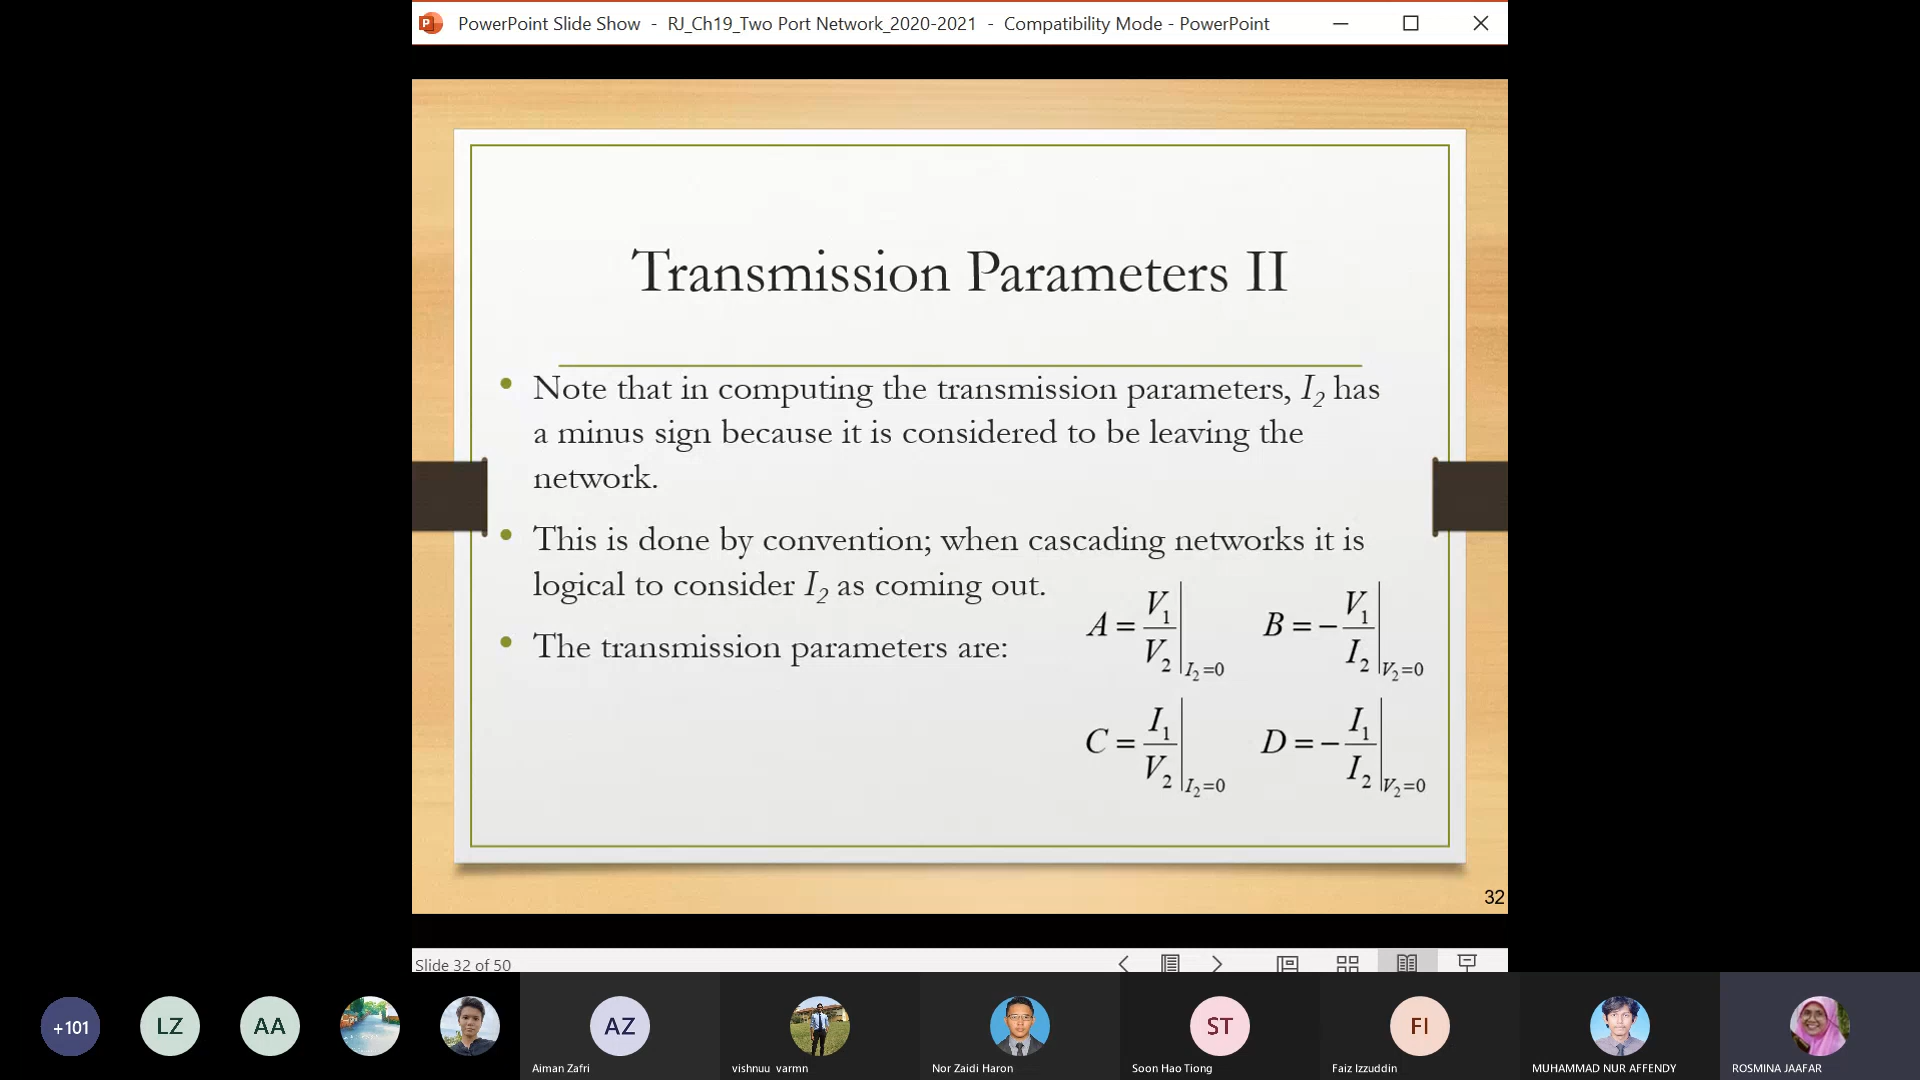 PowerPoint Slide Show - RJ_Ch19_Two Port Network_2020-2021 - Compatibility Mode - PowerPoint
Transmission Parameters II
• Note that in computing the transmission parameters, I₂ has
a minus sign because it is considered to be leaving the
network.
• This is done by convention; when cascading networks it is
logical to consider I₂ as coming out.
• The transmission parameters are:
A = V₁/V₂ |I₂=0 B = −V₁/I₂ |V₂=0
C = I₁/V₂ |I₂=0 D = −I₁/I₂ |V₂=0
32
Slide 32 of 50
+101 LZ AA AZ ST FI
Aiman Zafri vishnuu varmn Nor Zaidi Haron Soon Hao Tiong Faiz Izzuddin MUHAMMAD NUR AFFENDY ROSMINA JAAFAR